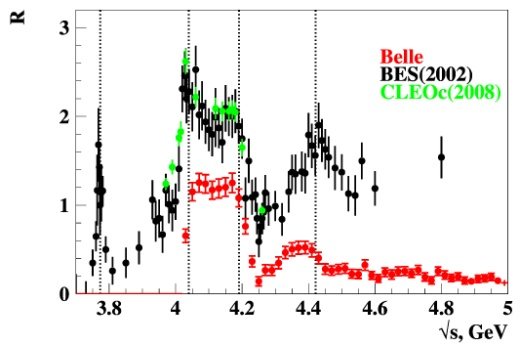 R
3
2
1
0
Belle
BES(2002)
CLEOc(2008)
3.8 4 4.2 4.4 4.6 4.8 5
√s, GeV